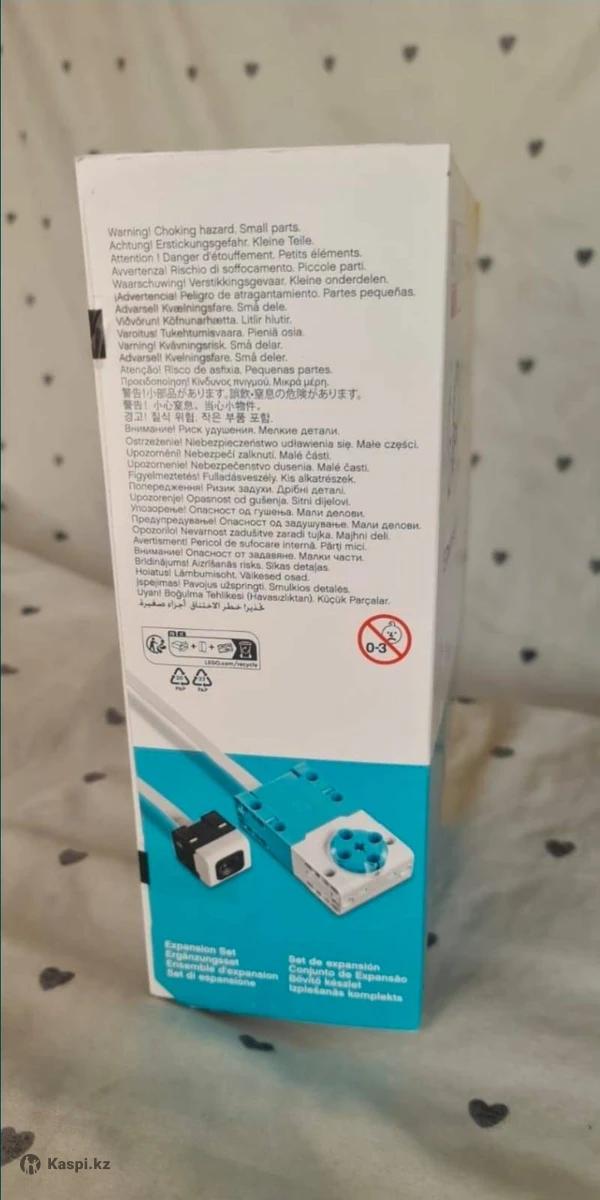 Warning! Choking hazard. Small parts.
Achtung! Erstickungsgefahr. Kleine Teile.
Attention ! Danger d'étouffement. Petits éléments.
Avvertenza! Rischio di soffocamento. Piccole parti.
Waarschuwing! Verstikkingsgevaar. Kleine onderdelen.
¡Advertencia! Peligro de atragantamiento. Partes pequeñas.
Advarsel! Kvælningsfare. Små dele.
Viðvörun! Köfnunarhætta. Litlir hlutir.
Varoitus! Tukehtumisvaara. Pieniä osia.
Varning! Kvävningsrisk. Små delar.
Advarsel! Kvelningsfare. Små deler.
Atenção! Risco de asfixia. Pequenas partes.
Προειδοποίηση! Κίνδυνος πνιγμού. Μικρά μέρη.
警告!小部品があります。誤飲・窒息の危険があります。
警告! 小心窒息。当心小物件。
경고! 질식 위험. 작은 부품 포함.
Внимание! Риск удушения. Мелкие детали.
Ostrzeżenie! Niebezpieczeństwo udławienia się. Małe części.
Upozornění! Nebezpečí zalknutí. Malé části.
Upozornenie! Nebezpečenstvo dusenia. Malé časti.
Figyelmeztetés! Fulladásveszély. Kis alkatrészek.
Попередження! Ризик задухи. Дрібні деталі.
Upozorenje! Opasnost od gušenja. Sitni dijelovi.
Упозорење! Опасност од гушења. Мали делови.
Предупредување! Опасност од задушување. Мали делови.
Opozorilo! Nevarnost zadušitve zaradi tujka. Majhni deli.
Avertisment! Pericol de sufocare internă. Părţi mici.
Внимание! Опасност от задавяне. Малки части.
Brīdinājums! Aizrīšanās risks. Sīkas detaļas.
Hoiatus! Lämbumisoht. Väikesed osad.
Įspėjimas! Pavojus užspringti. Smulkios detalės.
Uyarı! Boğulma Tehlikesi (Havasızlıktan). Küçük Parçalar.
تحذير! خطر الاختناق أجزاء صغيرة
0-3
LEGO.com/recycle
PAP
PAP
Expansion Set
Ergänzungsset
Ensemble d'expansion
Set di espansione
Set de expansión
Conjunto de Expansão
Bővítő készlet
Izplešanās komplekts
Kaspi.kz